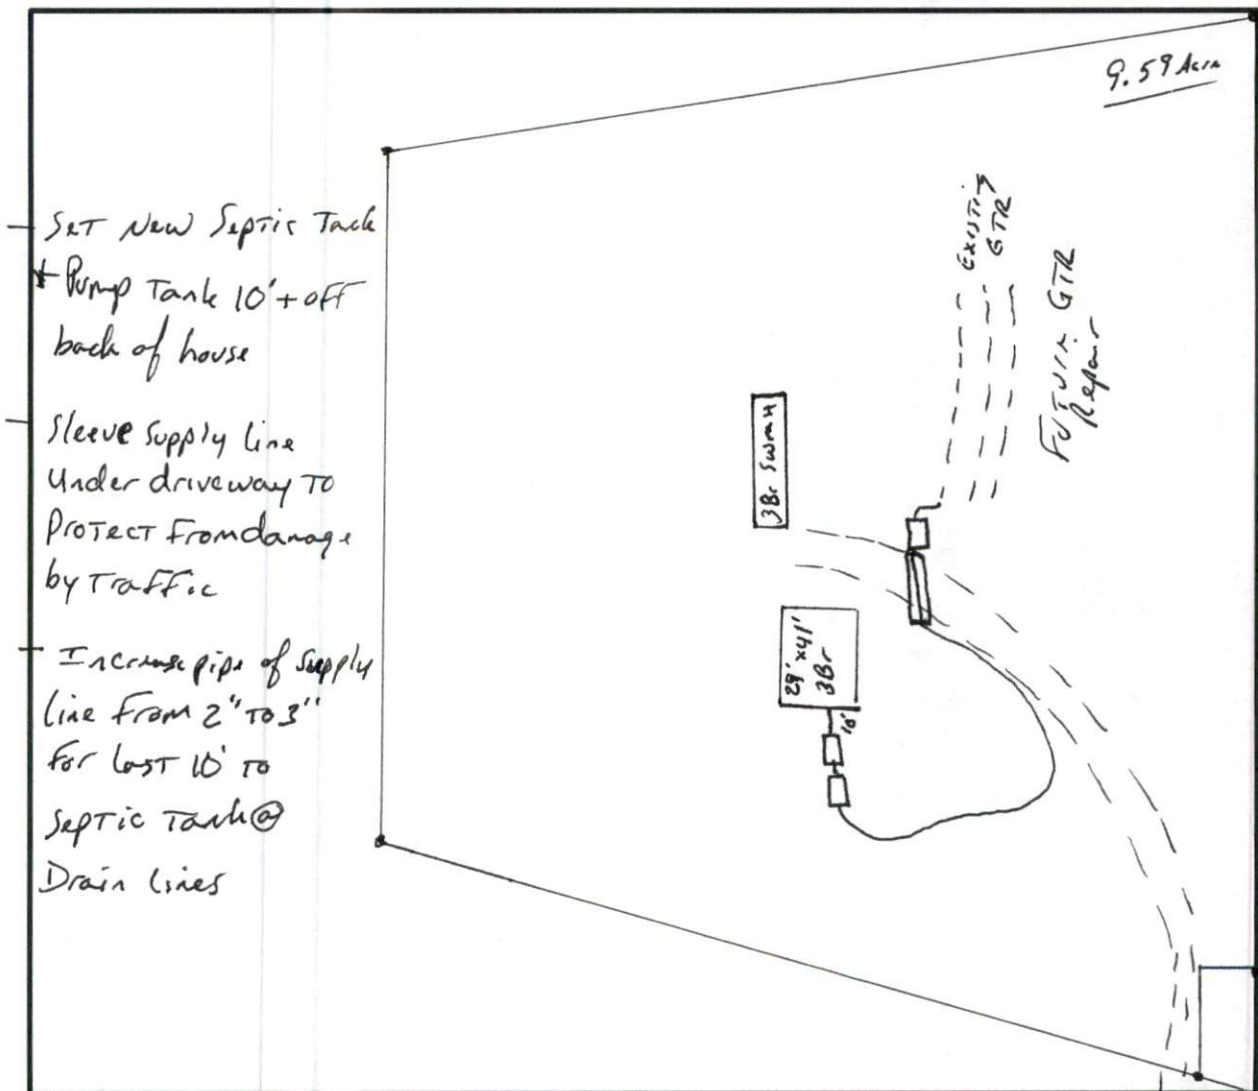 9.59 Acre
- Set New Septic Tank
+ Pump Tank 10'+ off
back of house
- Sleeve Supply line
Under driveway To
Protect From damage
by Traffic
- Increase pipe of Supply
line From 2" To 3"
For last 10' To
Septic Tank @
Drain lines
Existing
GTR
Future GTR
Repair
3Br SWMH
29' x41'
3Br
10'